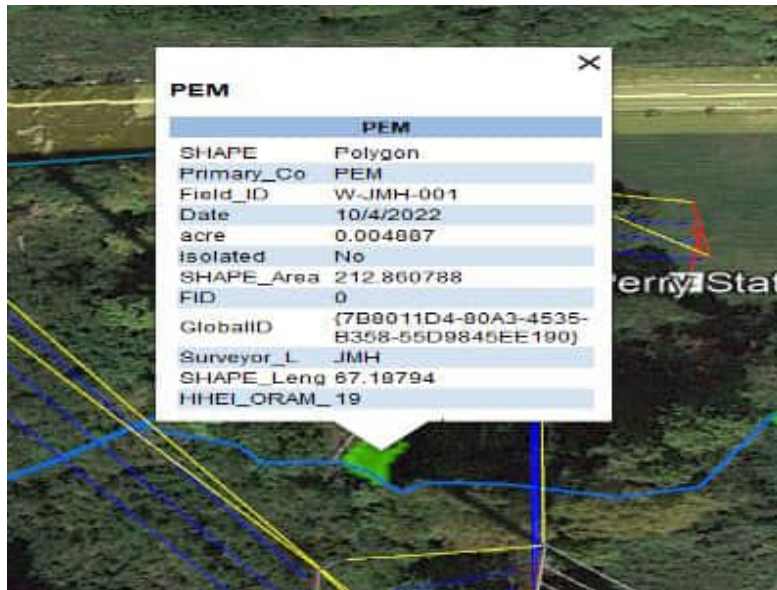 PEM
PEM
SHAPE Polygon
Primary_Co PEM
Field_ID W-JMH-001
Date 10/4/2022
acre 0.004887
isolated No
SHAPE_Area 212.860788
FID 0
GlobalID {7B8011D4-80A3-4535-
B358-55D9845EE190}
Surveyor_L JMH
SHAPE_Leng 67.18794
HHEI_ORAM_ 19
Perry Stat